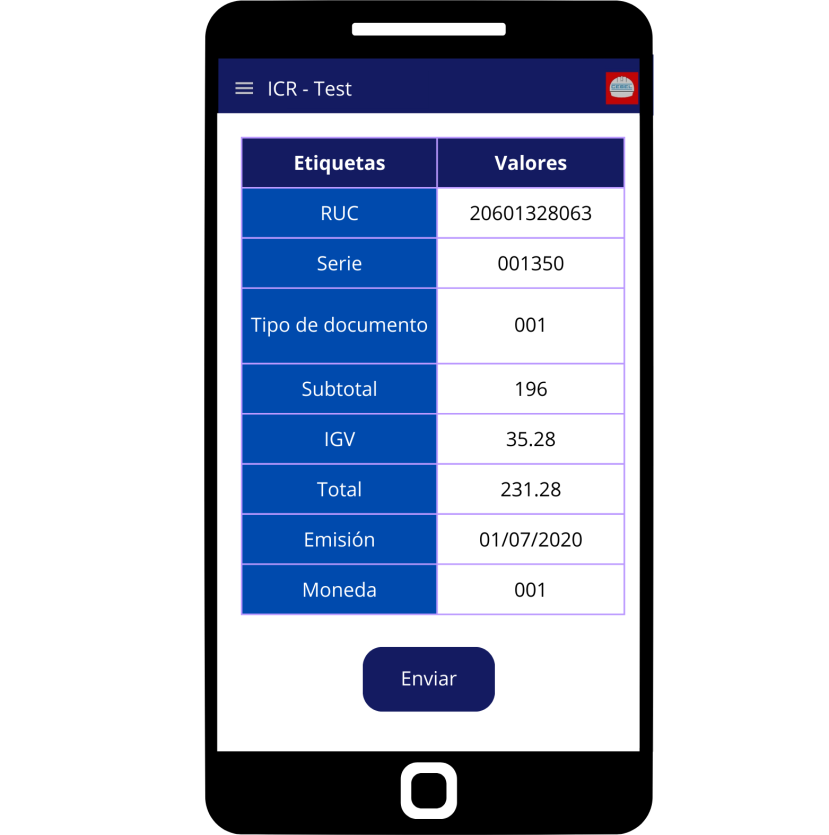 ICR - Test
Etiquetas Valores
RUC 20601328063
Serie 001350
Tipo de documento 001
Subtotal 196
IGV 35.28
Total 231.28
Emisión 01/07/2020
Moneda 001
Enviar